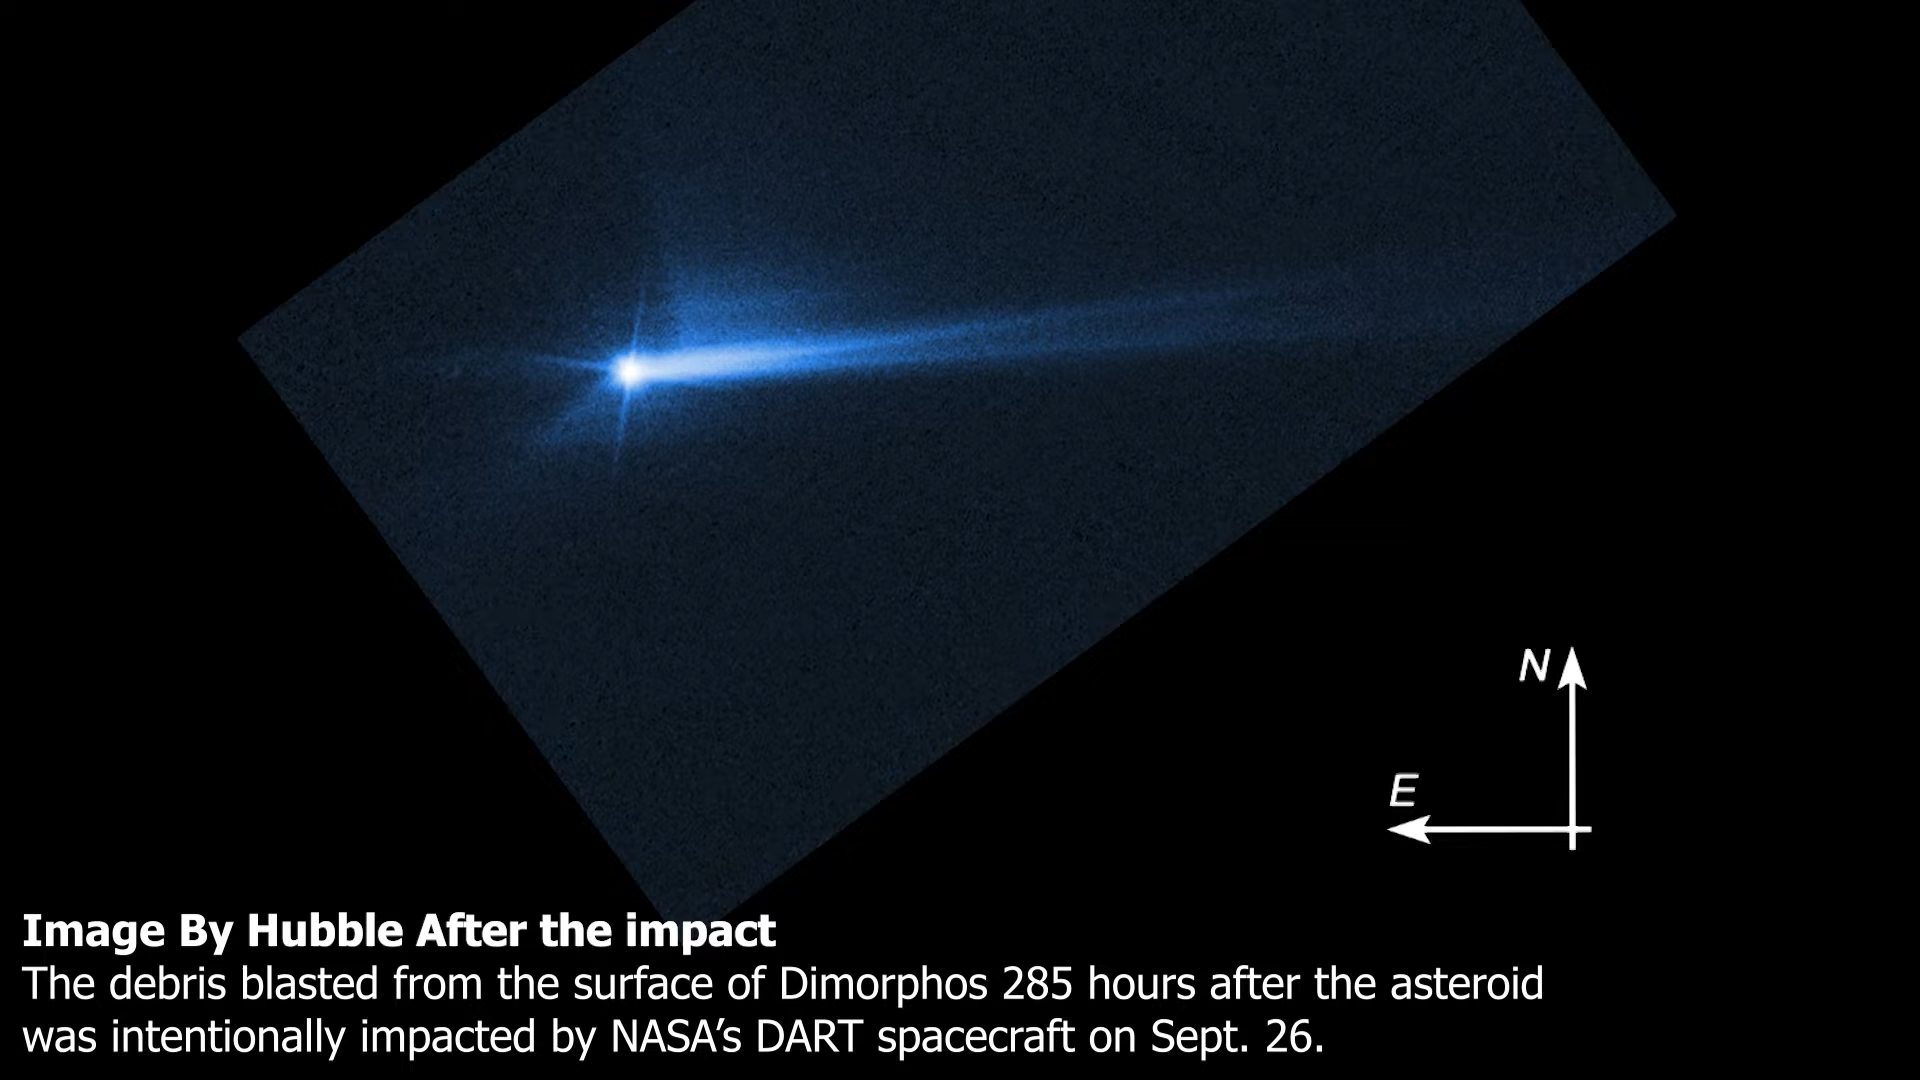 N
E
Image By Hubble After the impact
The debris blasted from the surface of Dimorphos 285 hours after the asteroid
was intentionally impacted by NASA’s DART spacecraft on Sept. 26.